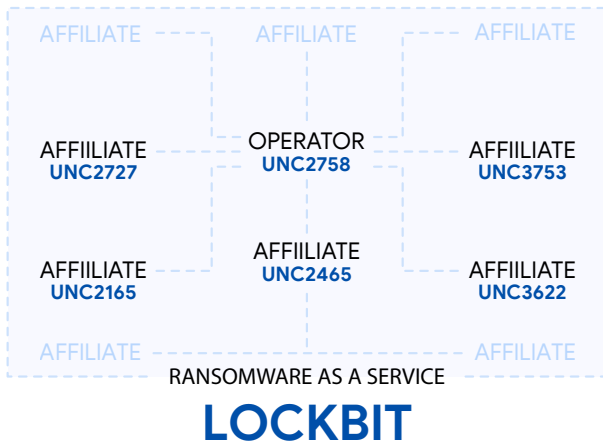 AFFILIATE
AFFILIATE
AFFILIATE
AFFIILIATE
UNC2727
OPERATOR
UNC2758
AFFIILIATE
UNC3753
AFFIILIATE
UNC2165
AFFIILIATE
UNC2465
AFFIILIATE
UNC3622
AFFILIATE
AFFILIATE
RANSOMWARE AS A SERVICE
LOCKBIT